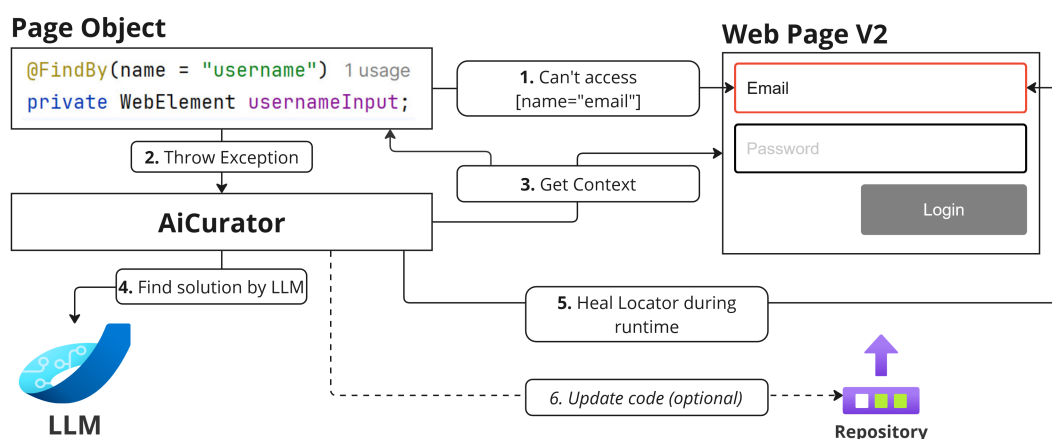 Page Object
@FindBy(name = "username") 1 usage
private WebElement usernameInput;
1. Can't access
[name="email"]
Web Page V2
Email
Password
Login
2. Throw Exception
3. Get Context
AiCurator
4. Find solution by LLM
5. Heal Locator during
runtime
LLM
6. Update code (optional)
Repository